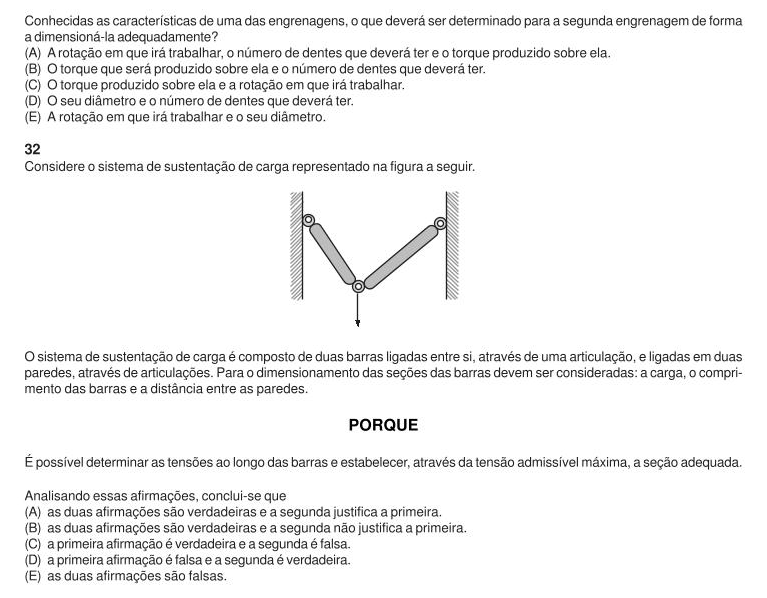 Conhecidas as características de uma das engrenagens, o que deverá ser determinado para a segunda engrenagem de forma
a dimensioná-la adequadamente?
(A) A rotação em que irá trabalhar, o número de dentes que deverá ter e o torque produzido sobre ela.
(B) O torque que será produzido sobre ela e o número de dentes que deverá ter.
(C) O torque produzido sobre ela e a rotação em que irá trabalhar.
(D) O seu diâmetro e o número de dentes que deverá ter.
(E) A rotação em que irá trabalhar e o seu diâmetro.
32
Considere o sistema de sustentação de carga representado na figura a seguir.
O sistema de sustentação de carga é composto de duas barras ligadas entre si, através de uma articulação, e ligadas em duas
paredes, através de articulações. Para o dimensionamento das seções das barras devem ser consideradas: a carga, o compri-
mento das barras e a distância entre as paredes.
PORQUE
É possível determinar as tensões ao longo das barras e estabelecer, através da tensão admissível máxima, a seção adequada.
Analisando essas afirmações, conclui-se que
(A) as duas afirmações são verdadeiras e a segunda justifica a primeira.
(B) as duas afirmações são verdadeiras e a segunda não justifica a primeira.
(C) a primeira afirmação é verdadeira e a segunda é falsa.
(D) a primeira afirmação é falsa e a segunda é verdadeira.
(E) as duas afirmações são falsas.